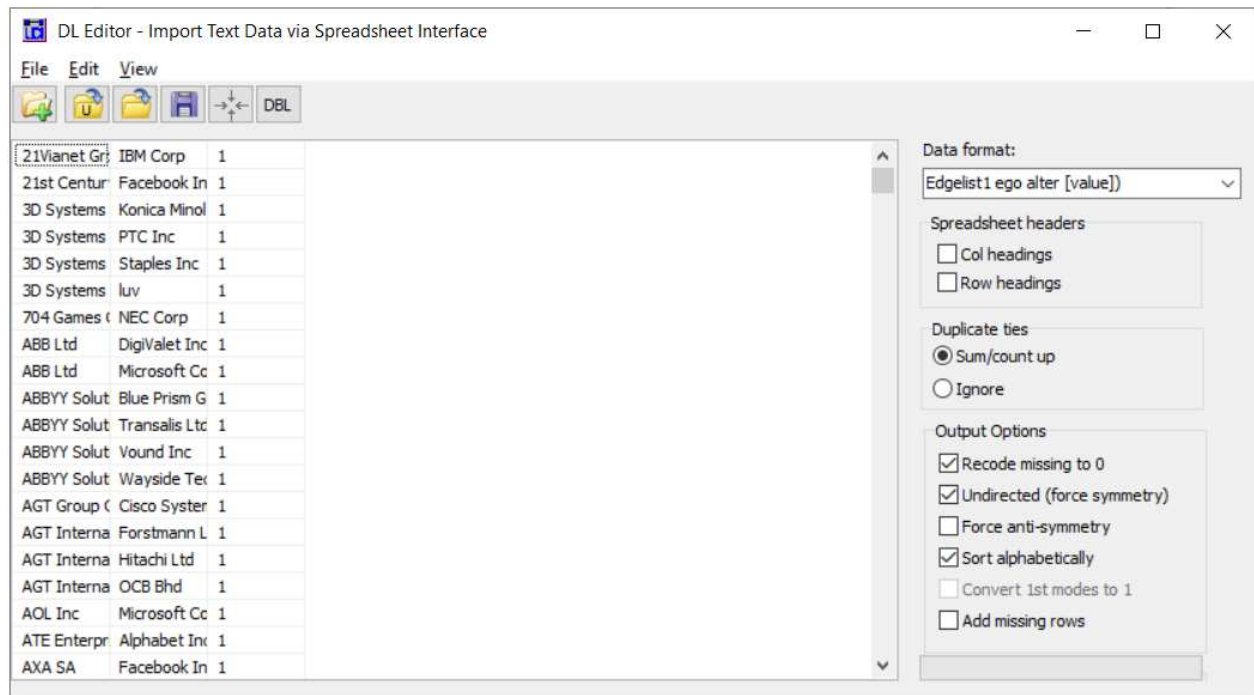 DL Editor - Import Text Data via Spreadsheet Interface
File Edit View
U DBL
21Vianet Gr IBM Corp 1
21st Centur Facebook In 1
3D Systems Konica Minol 1
3D Systems PTC Inc 1
3D Systems Staples Inc 1
3D Systems luv 1
704 Games NEC Corp 1
ABB Ltd DigiValet Inc 1
ABB Ltd Microsoft Co 1
ABBYY Solut Blue Prism G 1
ABBYY Solut Transalis Ltd 1
ABBYY Solut Vound Inc 1
ABBYY Solut Wayside Tec 1
AGT Group Cisco System 1
AGT Interna Forstmann L 1
AGT Interna Hitachi Ltd 1
AGT Interna OCB Bhd 1
AOL Inc Microsoft Co 1
ATE Enterpr Alphabet Inc 1
AXA SA Facebook In 1
Data format:
Edgelist1 ego alter [value])
Spreadsheet headers
Col headings
Row headings
Duplicate ties
Sum/count up
Ignore
Output Options
Recode missing to 0
Undirected (force symmetry)
Force anti-symmetry
Sort alphabetically
Convert 1st modes to 1
Add missing rows